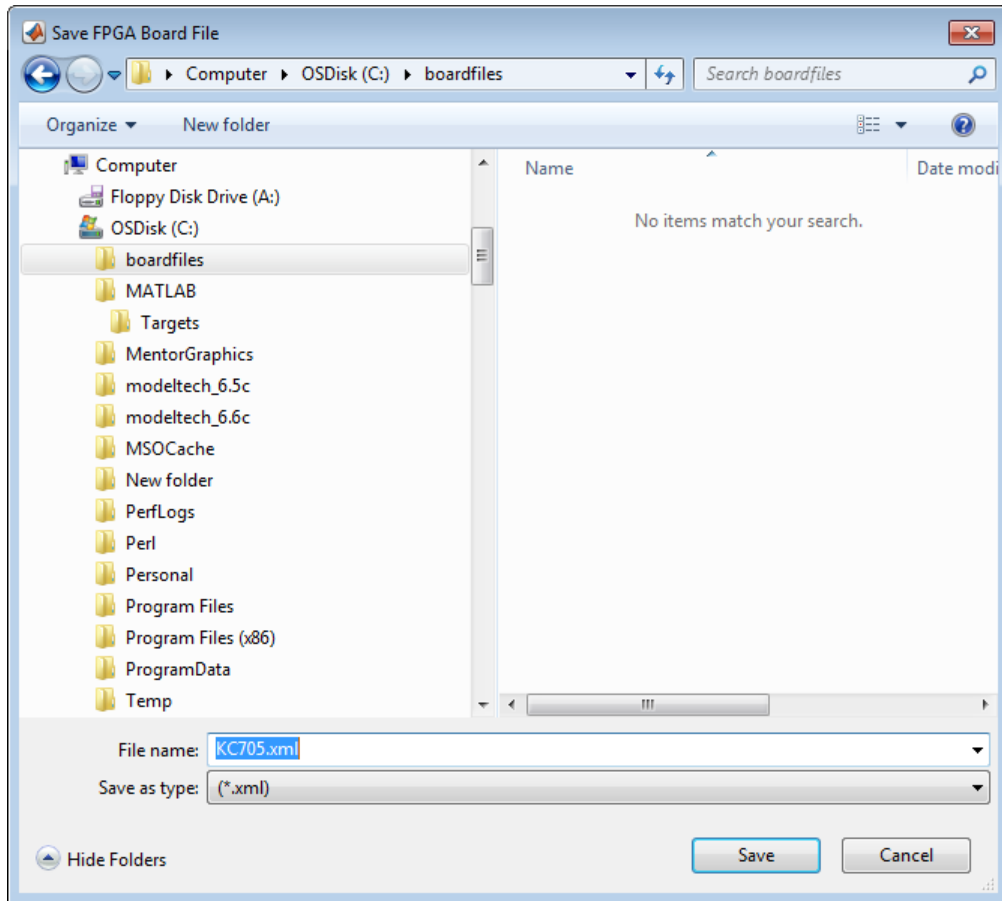 Save FPGA Board File
Computer OSDisk (C:) boardfiles
Search boardfiles
Organize New folder
Computer
Floppy Disk Drive (A:)
OSDisk (C:)
boardfiles
MATLAB
Targets
MentorGraphics
modeltech_6.5c
modeltech_6.6c
MSOCache
New folder
PerfLogs
Perl
Personal
Program Files
Program Files (x86)
ProgramData
Temp
Name Date modi
No items match your search.
File name: KC705.xml
Save as type: (*.xml)
Hide Folders Save Cancel